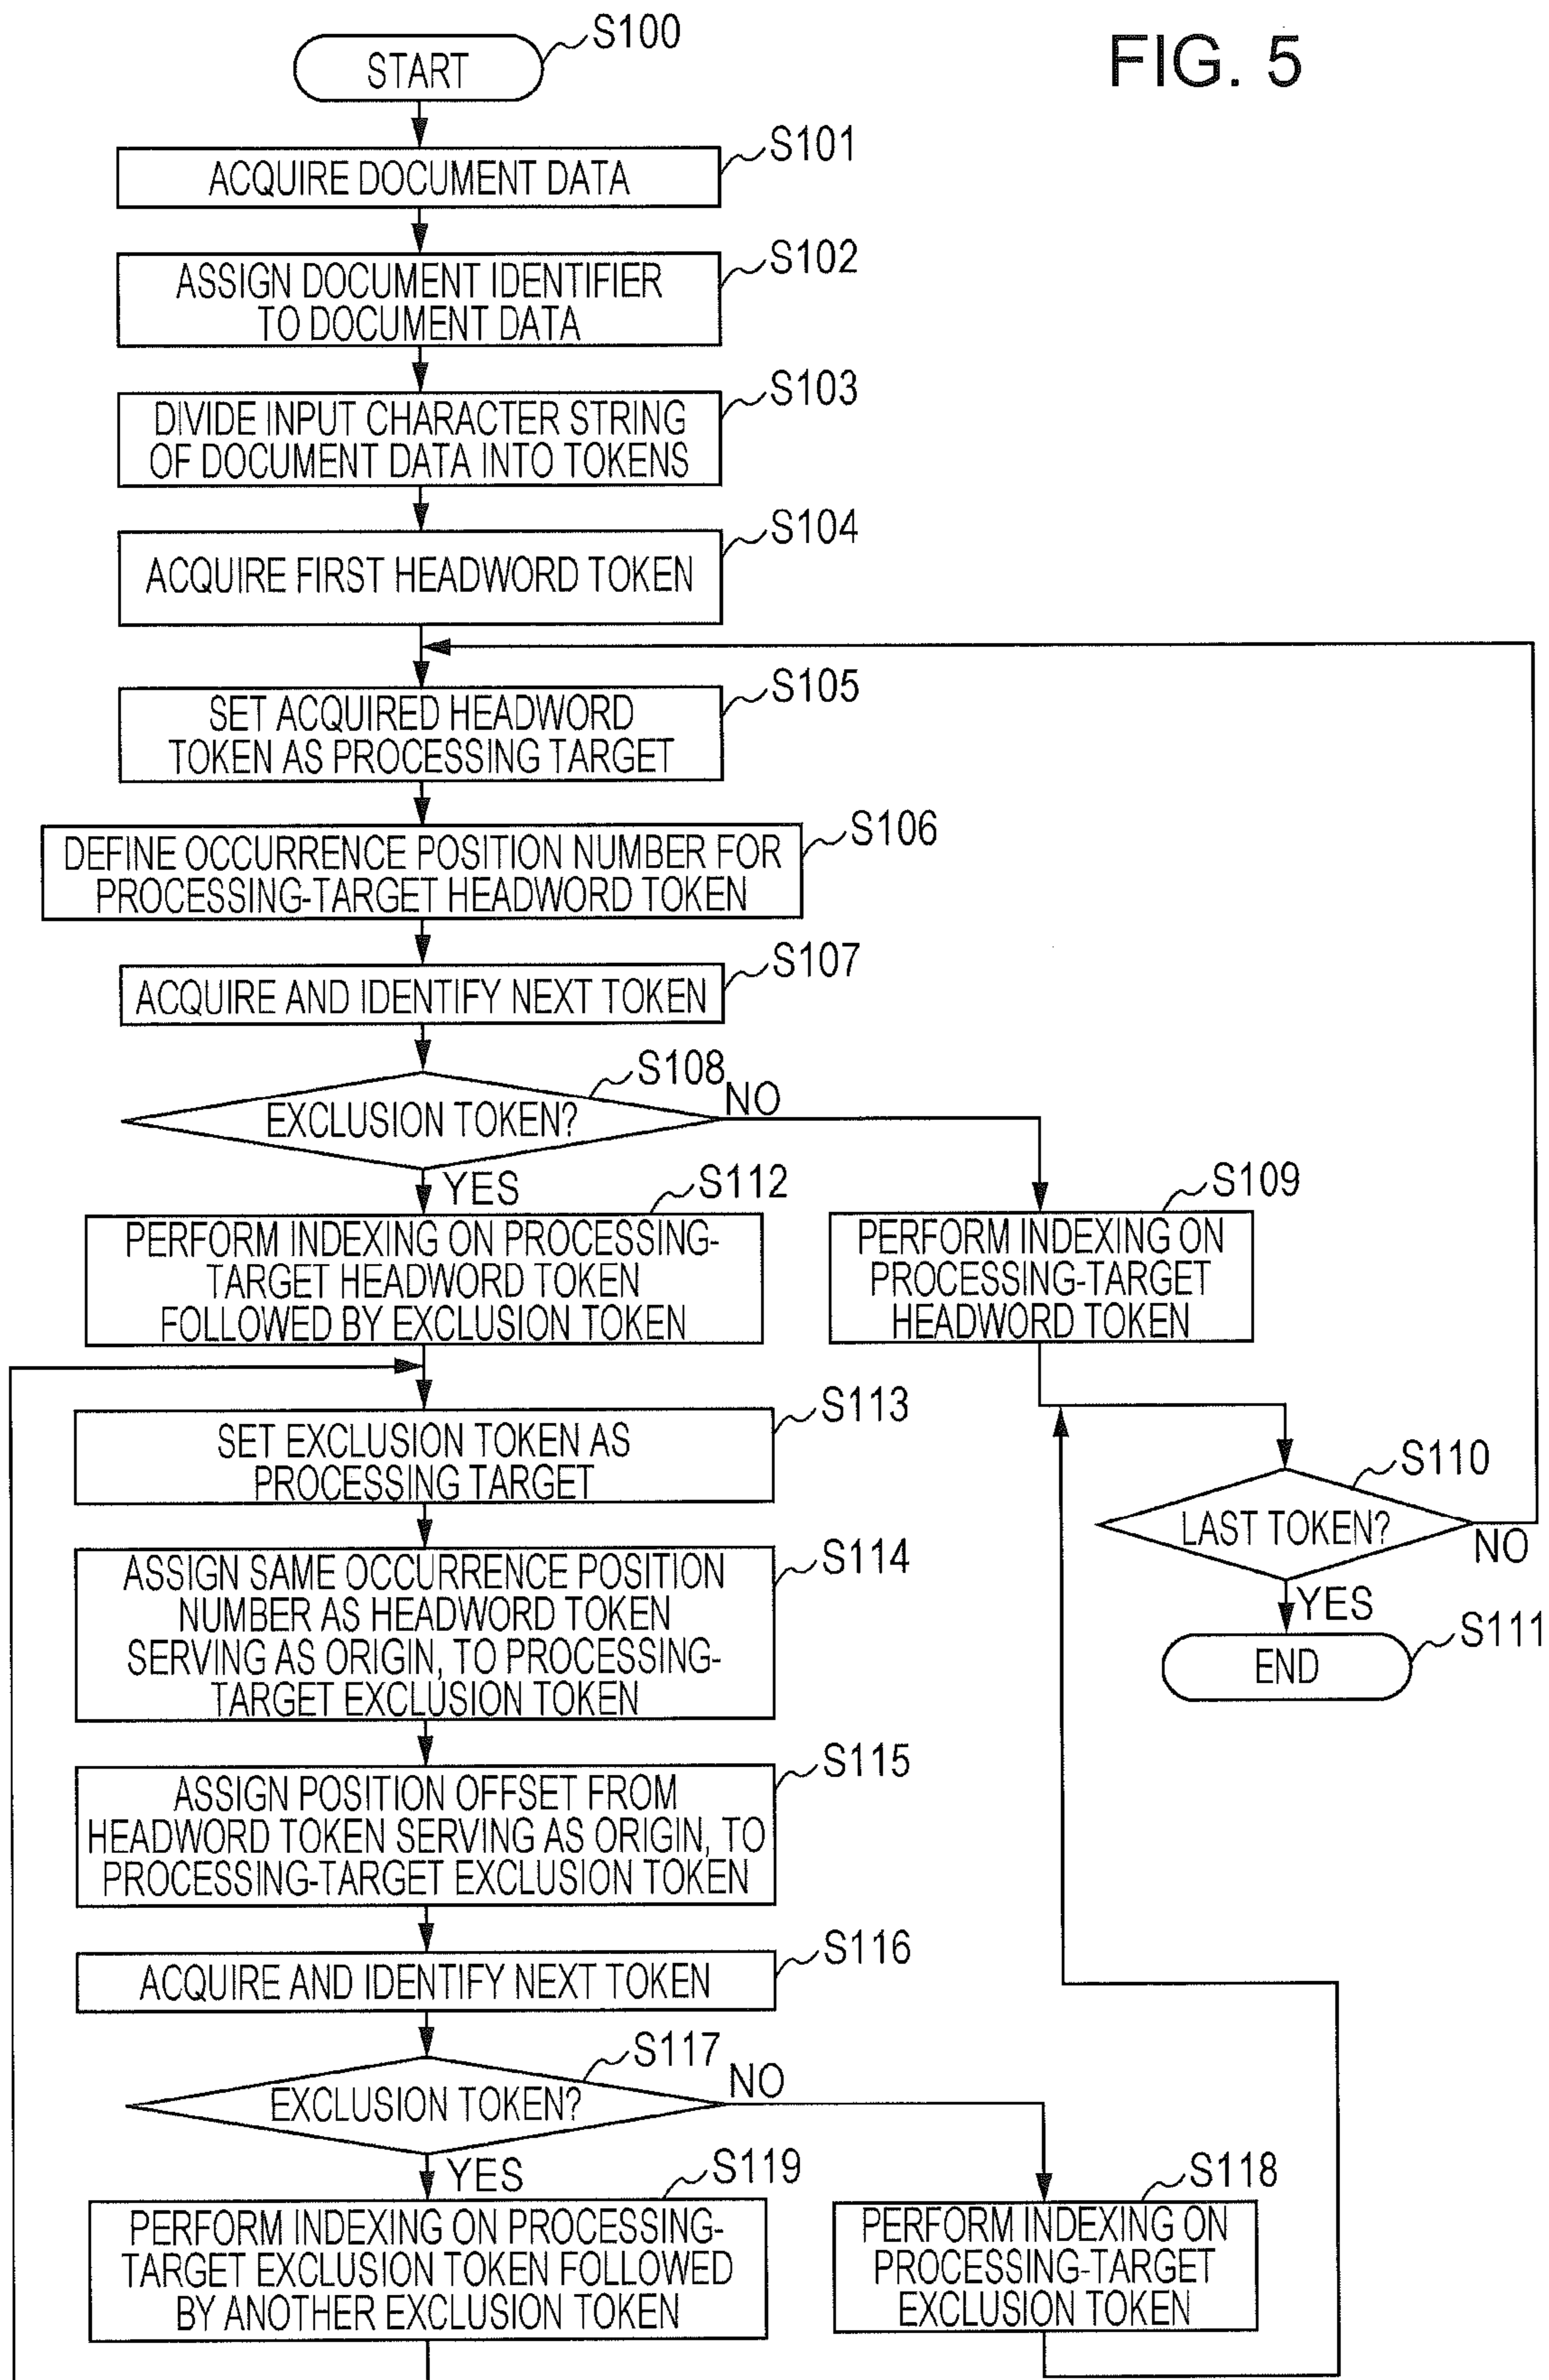 FIG. 5
S100
START
S101
ACQUIRE DOCUMENT DATA
S102
ASSIGN DOCUMENT IDENTIFIER
TO DOCUMENT DATA
S103
DIVIDE INPUT CHARACTER STRING
OF DOCUMENT DATA INTO TOKENS
S104
ACQUIRE FIRST HEADWORD TOKEN
S105
SET ACQUIRED HEADWORD
TOKEN AS PROCESSING TARGET
S106
DEFINE OCCURRENCE POSITION NUMBER FOR
PROCESSING-TARGET HEADWORD TOKEN
S107
ACQUIRE AND IDENTIFY NEXT TOKEN
S108
EXCLUSION TOKEN?
NO
YES
S112
PERFORM INDEXING ON PROCESSING-
TARGET HEADWORD TOKEN
FOLLOWED BY EXCLUSION TOKEN
S109
PERFORM INDEXING ON
PROCESSING-TARGET
HEADWORD TOKEN
S113
SET EXCLUSION TOKEN AS
PROCESSING TARGET
S110
LAST TOKEN?
NO
YES
S111
END
S114
ASSIGN SAME OCCURRENCE POSITION
NUMBER AS HEADWORD TOKEN
SERVING AS ORIGIN, TO PROCESSING-
TARGET EXCLUSION TOKEN
S115
ASSIGN POSITION OFFSET FROM
HEADWORD TOKEN SERVING AS ORIGIN, TO
PROCESSING-TARGET EXCLUSION TOKEN
S116
ACQUIRE AND IDENTIFY NEXT TOKEN
S117
EXCLUSION TOKEN?
NO
YES
S119
PERFORM INDEXING ON PROCESSING-
TARGET EXCLUSION TOKEN FOLLOWED
BY ANOTHER EXCLUSION TOKEN
S118
PERFORM INDEXING ON
PROCESSING-TARGET
EXCLUSION TOKEN